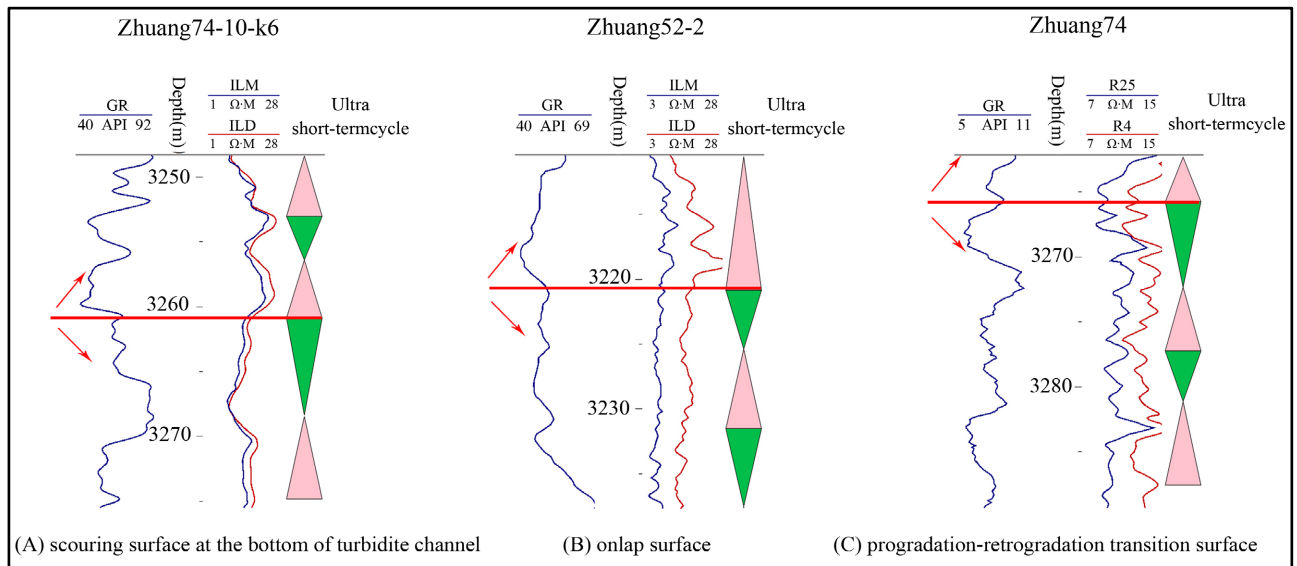 Zhuang74-10-k6
GR
40 API 92
Depth(m)
ILM
1 Ω·M 28
ILD
1 Ω·M 28
Ultra
short-termcycle
3250
3260
3270
(A) scouring surface at the bottom of turbidite channel
Zhuang52-2
GR
40 API 69
Depth(m)
ILM
3 Ω·M 28
ILD
3 Ω·M 28
Ultra
short-termcycle
3220
3230
(B) onlap surface
Zhuang74
GR
5 API 11
Depth(m)
R25
7 Ω·M 15
R4
7 Ω·M 15
Ultra
short-termcycle
3270
3280
(C) progradation-retrogradation transition surface